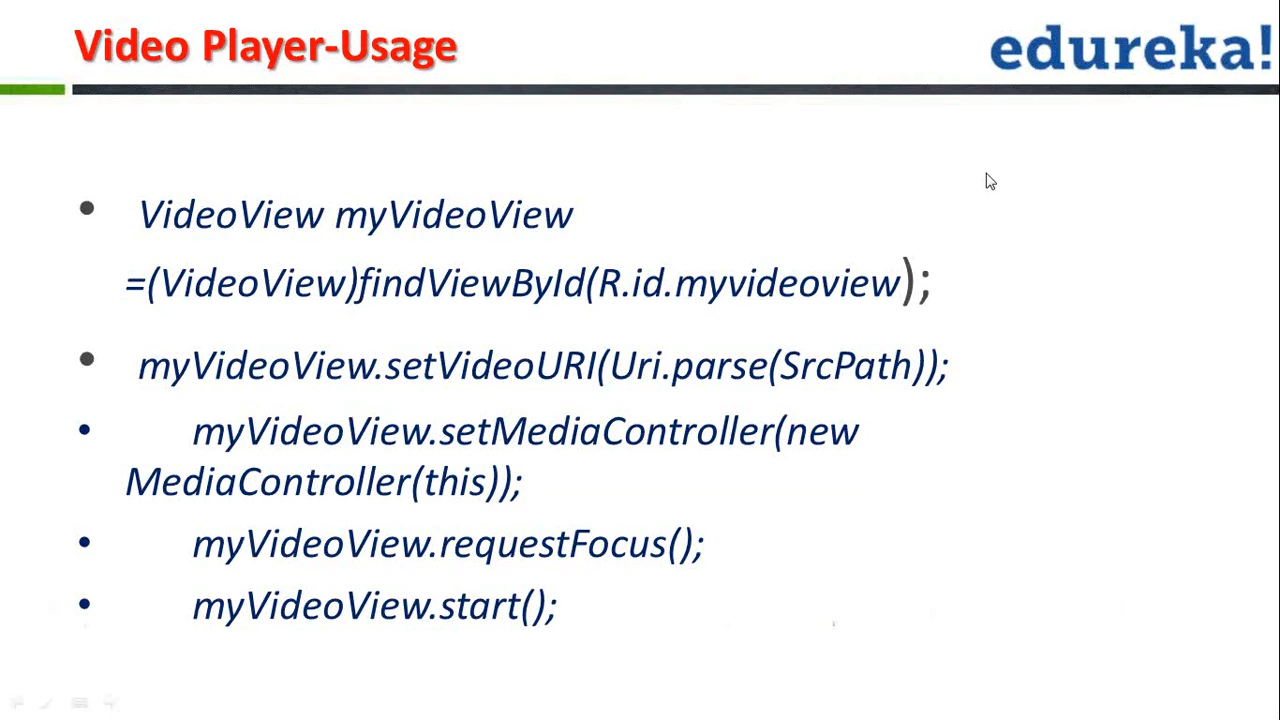 Video Player-Usage
edureka!
• VideoView myVideoView
=(VideoView)findViewById(R.id.myvideoview);
• myVideoView.setVideoURI(Uri.parse(SrcPath));
• myVideoView.setMediaController(new
MediaController(this));
• myVideoView.requestFocus();
• myVideoView.start();